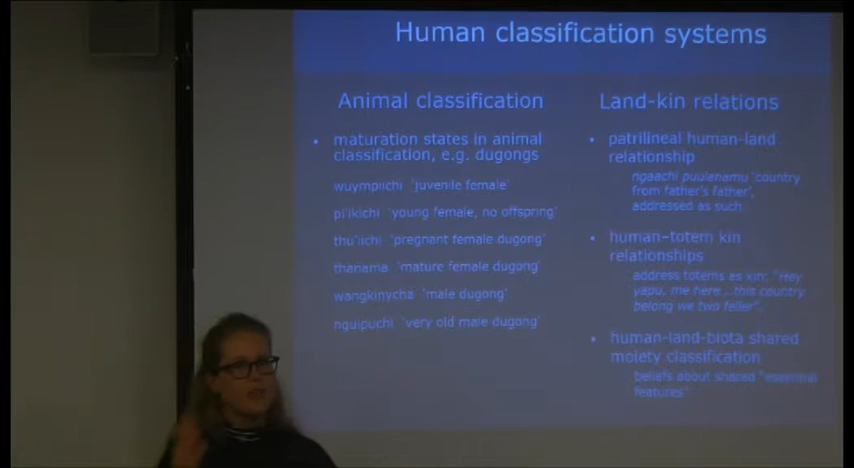 Human classification systems
Animal classification
• maturation states in animal
classification, e.g. dugongs
wuympiichi 'juvenile female'
pi'ikichi 'young female, no offspring'
thu'iichi 'pregnant female dugong'
thanama 'mature female dugong'
wangkinycha 'male dugong'
nguipuchi 'very old male dugong'
Land-kin relations
• patrilineal human-land
relationship
ngaachi puulanamu 'country
from father's father',
addressed as such
• human-totem kin
relationships
address totems as kin: "Hey
yapu, me here ...this country
belong we two feller".
• human-land-biota shared
moiety classification
beliefs about shared "essential
features"